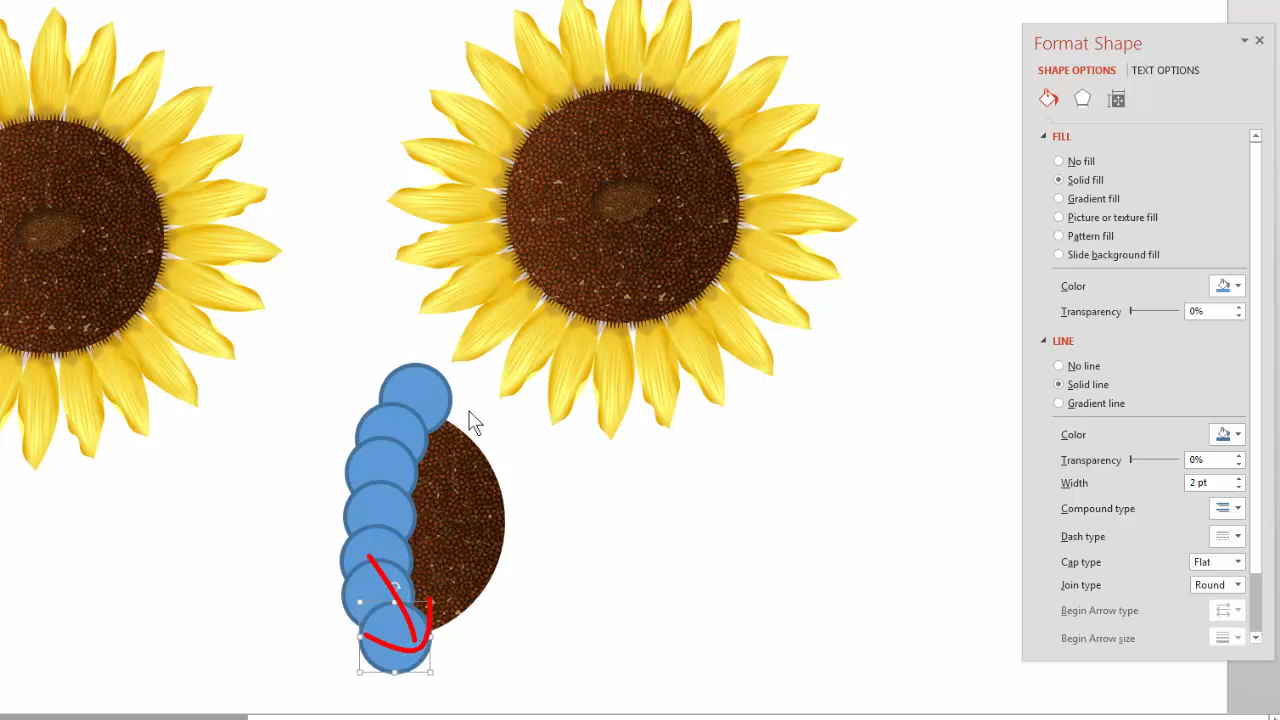 Format Shape
SHAPE OPTIONS TEXT OPTIONS
FILL
No fill
Solid fill
Gradient fill
Picture or texture fill
Pattern fill
Slide background fill
Color
Transparency 0%
LINE
No line
Solid line
Gradient line
Color
Transparency 0%
Width 2 pt
Compound type
Dash type
Cap type Flat
Join type Round
Begin Arrow type
Begin Arrow size